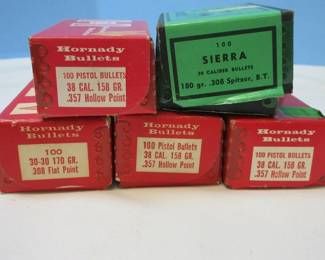 Hornady
Bullets
100 PISTOL BULLETS
38 CAL. 158 GR.
.357 Hollow Point
100
SIERRA
30 CALIBER BULLETS
180 gr. .308 Spitzer, B.T.
Hornady
Bullets
100
30-30 170 GR.
308 Flat Point
Hornady
Bullets
100 Pistol Bullets
38 CAL. 158 GR.
.357 Hollow Point
Hornady
Bullets
100 PISTOL BULLETS
38 CAL. 158 GR.
.357 Hollow Point